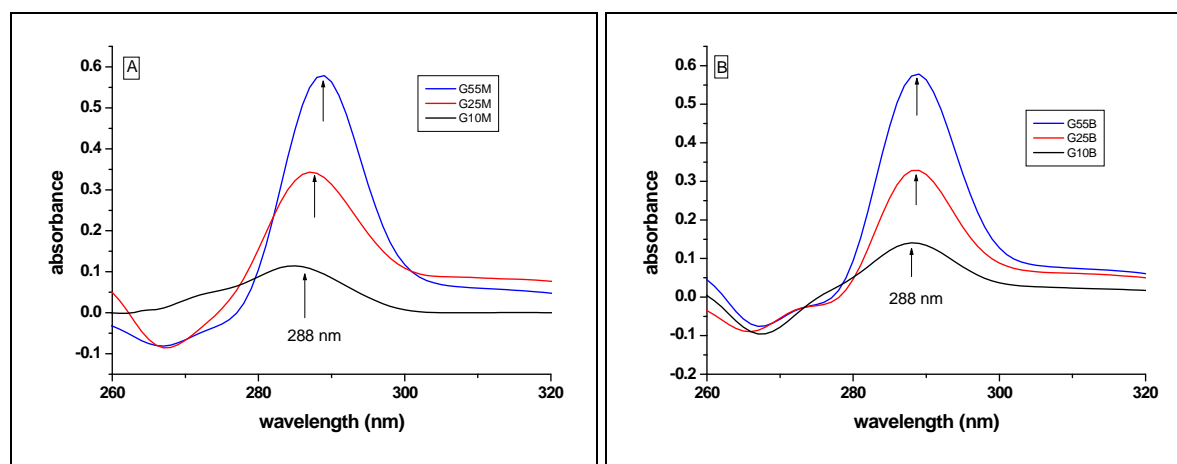 A
G55M
G25M
G10M
0.6
0.5
0.4
0.3
0.2
0.1
0.0
-0.1
absorbance
288 nm
260 280 300 320
wavelength (nm)
B
G55B
G25B
G10B
0.6
0.5
0.4
0.3
0.2
0.1
0.0
-0.1
-0.2
absorbance
288 nm
260 280 300 320
wavelength (nm)